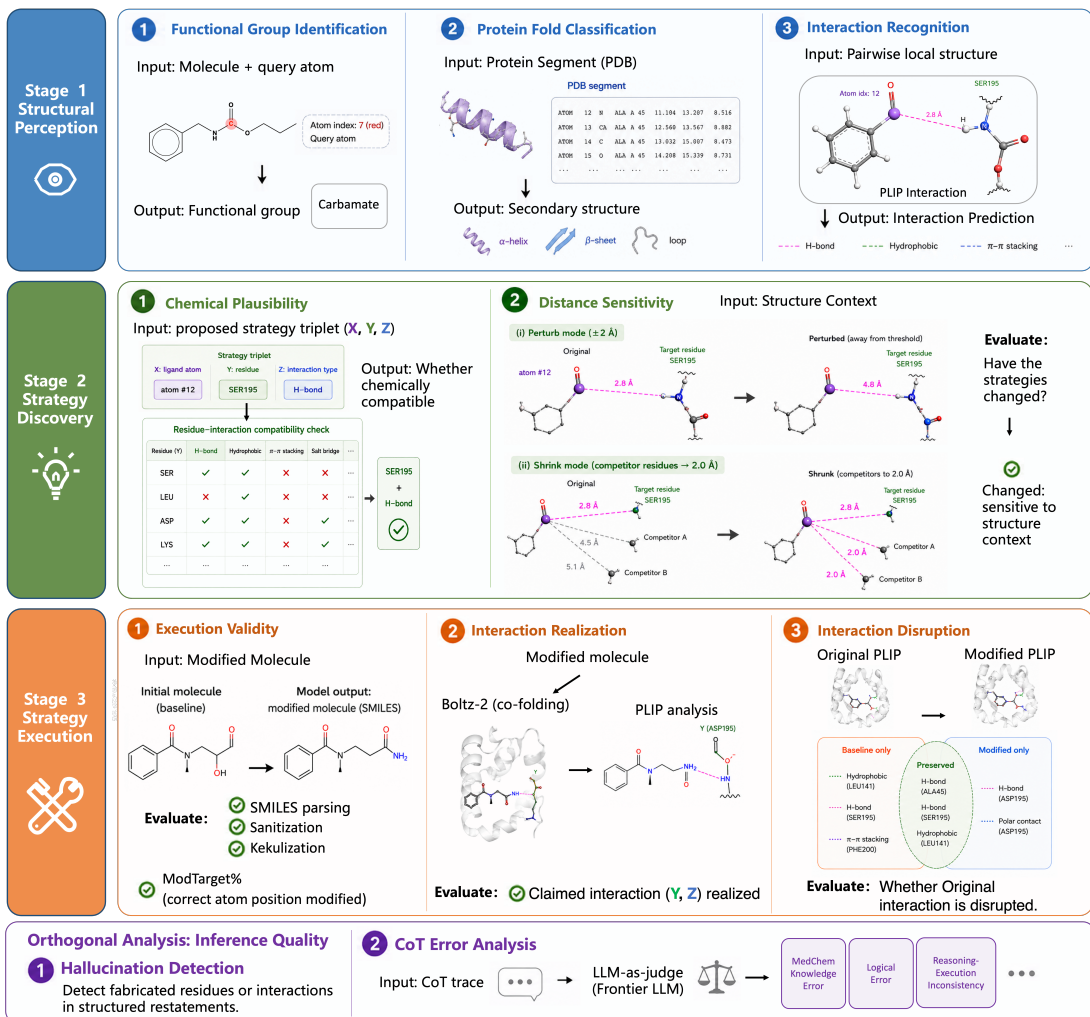 Stage 1
Structural
Perception
1 Functional Group Identification
Input: Molecule + query atom
O
C
N
H
O
Atom index: 7 (red)
Query atom
Output: Functional group
Carbamate
2 Protein Fold Classification
Input: Protein Segment (PDB)
PDB segment
ATOM 12 N ALA A 45 11.104 13.207 8.516
ATOM 13 CA ALA A 45 12.560 13.567 8.882
ATOM 14 C ALA A 45 13.032 15.007 8.473
ATOM 15 O ALA A 45 14.208 15.339 8.731
... ... ... ... ... ...
Output: Secondary structure
α-helix
β-sheet
loop
3 Interaction Recognition
Input: Pairwise local structure
O
SER195
Atom idx: 12
2.8 Å
H
N
PLIP Interaction
Output: Interaction Prediction
H-bond
Hydrophobic
π–π stacking
...
Stage 2
Strategy
Discovery
1 Chemical Plausibility
Input: proposed strategy triplet (X, Y, Z)
Strategy triplet
X: ligand atom
Y: residue
Z: interaction type
atom #12
SER195
H-bond
Output: Whether
chemically
compatible
Residue–interaction compatibility check
Residue (Y) H-bond Hydrophobic π–π stacking Salt bridge ...
SER ✓ ✓ × × ...
LEU × ✓ × × ...
ASP ✓ ✓ × ✓ ...
LYS ✓ ✓ × ✓ ...
... ... ... ... ...
SER195
+
H-bond
2 Distance Sensitivity
Input: Structure Context
(i) Perturb mode (±2 Å)
Original
Target residue
SER195
atom #12
O
2.8 Å
Perturbed (away from threshold)
Target residue
SER195
O
4.8 Å
(ii) Shrink mode (competitor residues → 2.0 Å)
Original
Target residue
SER195
O
2.8 Å
4.5 Å
Competitor A
5.1 Å
Competitor B
Shrunk (competitors to 2.0 Å)
Target residue
SER195
O
2.8 Å
2.0 Å
Competitor A
2.0 Å
Competitor B
Evaluate:
Have the
strategies
changed?
Changed:
sensitive to
structure
context
Stage 3
Strategy
Execution
1 Execution Validity
Input: Modified Molecule
Initial molecule
(baseline)
Model output:
modified molecule (SMILES)
O
O
N
OH
O
O
N
NH₂
Evaluate:
SMILES parsing
Sanitization
Kekulization
ModTarget%
(correct atom position modified)
2 Interaction Realization
Modified molecule
Boltz-2 (co-folding)
PLIP analysis
Y (ASP195)
O
N
NH₂
O
NH
Evaluate: Claimed interaction (Y, Z) realized
3 Interaction Disruption
Original PLIP
Modified PLIP
Baseline only
Hydrophobic
(LEU141)
H-bond
(SER195)
π–π stacking
(PHE200)
Preserved
H-bond
(ALA45)
H-bond
(SER195)
Hydrophobic
(LEU141)
Modified only
H-bond
(ASP195)
Polar contact
(ASP195)
Evaluate: Whether Original
interaction is disrupted.
Orthogonal Analysis: Inference Quality
1 Hallucination Detection
Detect fabricated residues or interactions
in structured restatements.
2 CoT Error Analysis
Input: CoT trace
LLM-as-judge
(Frontier LLM)
MedChem
Knowledge
Error
Logical
Error
Reasoning-
Execution
Inconsistency